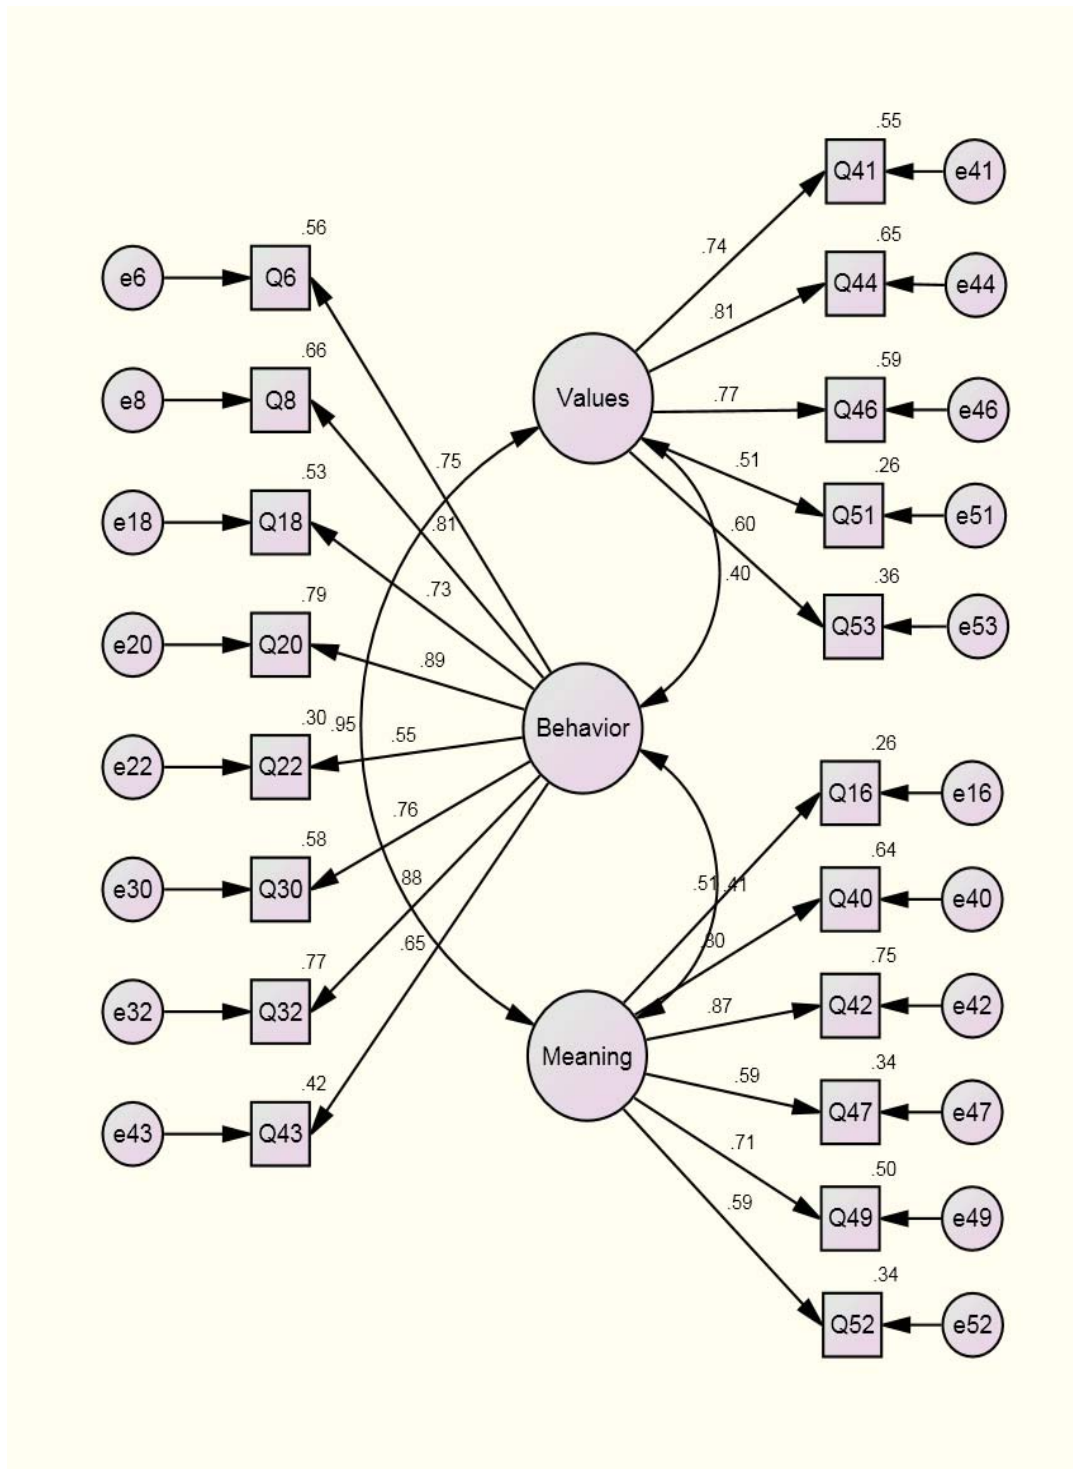 .55
Q41
e41
.56
.74
.65
e6
Q6
.81
Q44
e44
.66
.59
e8
Q8
Values
.77
Q46
e46
.75
.51
.26
.53
.81
.60
Q51
e51
e18
Q18
.73
.40
.36
.79
Q53
e53
e20
Q20
.89
.30
.95
.55
Behavior
.26
e22
Q22
Q16
e16
.76
.58
.64
e30
Q30
.88
.51
.41
Q40
e40
.65
.80
.77
.75
e32
Q32
.87
Q42
e42
Meaning
.59
.34
.42
Q47
e47
e43
Q43
.71
.50
.59
Q49
e49
.34
Q52
e52